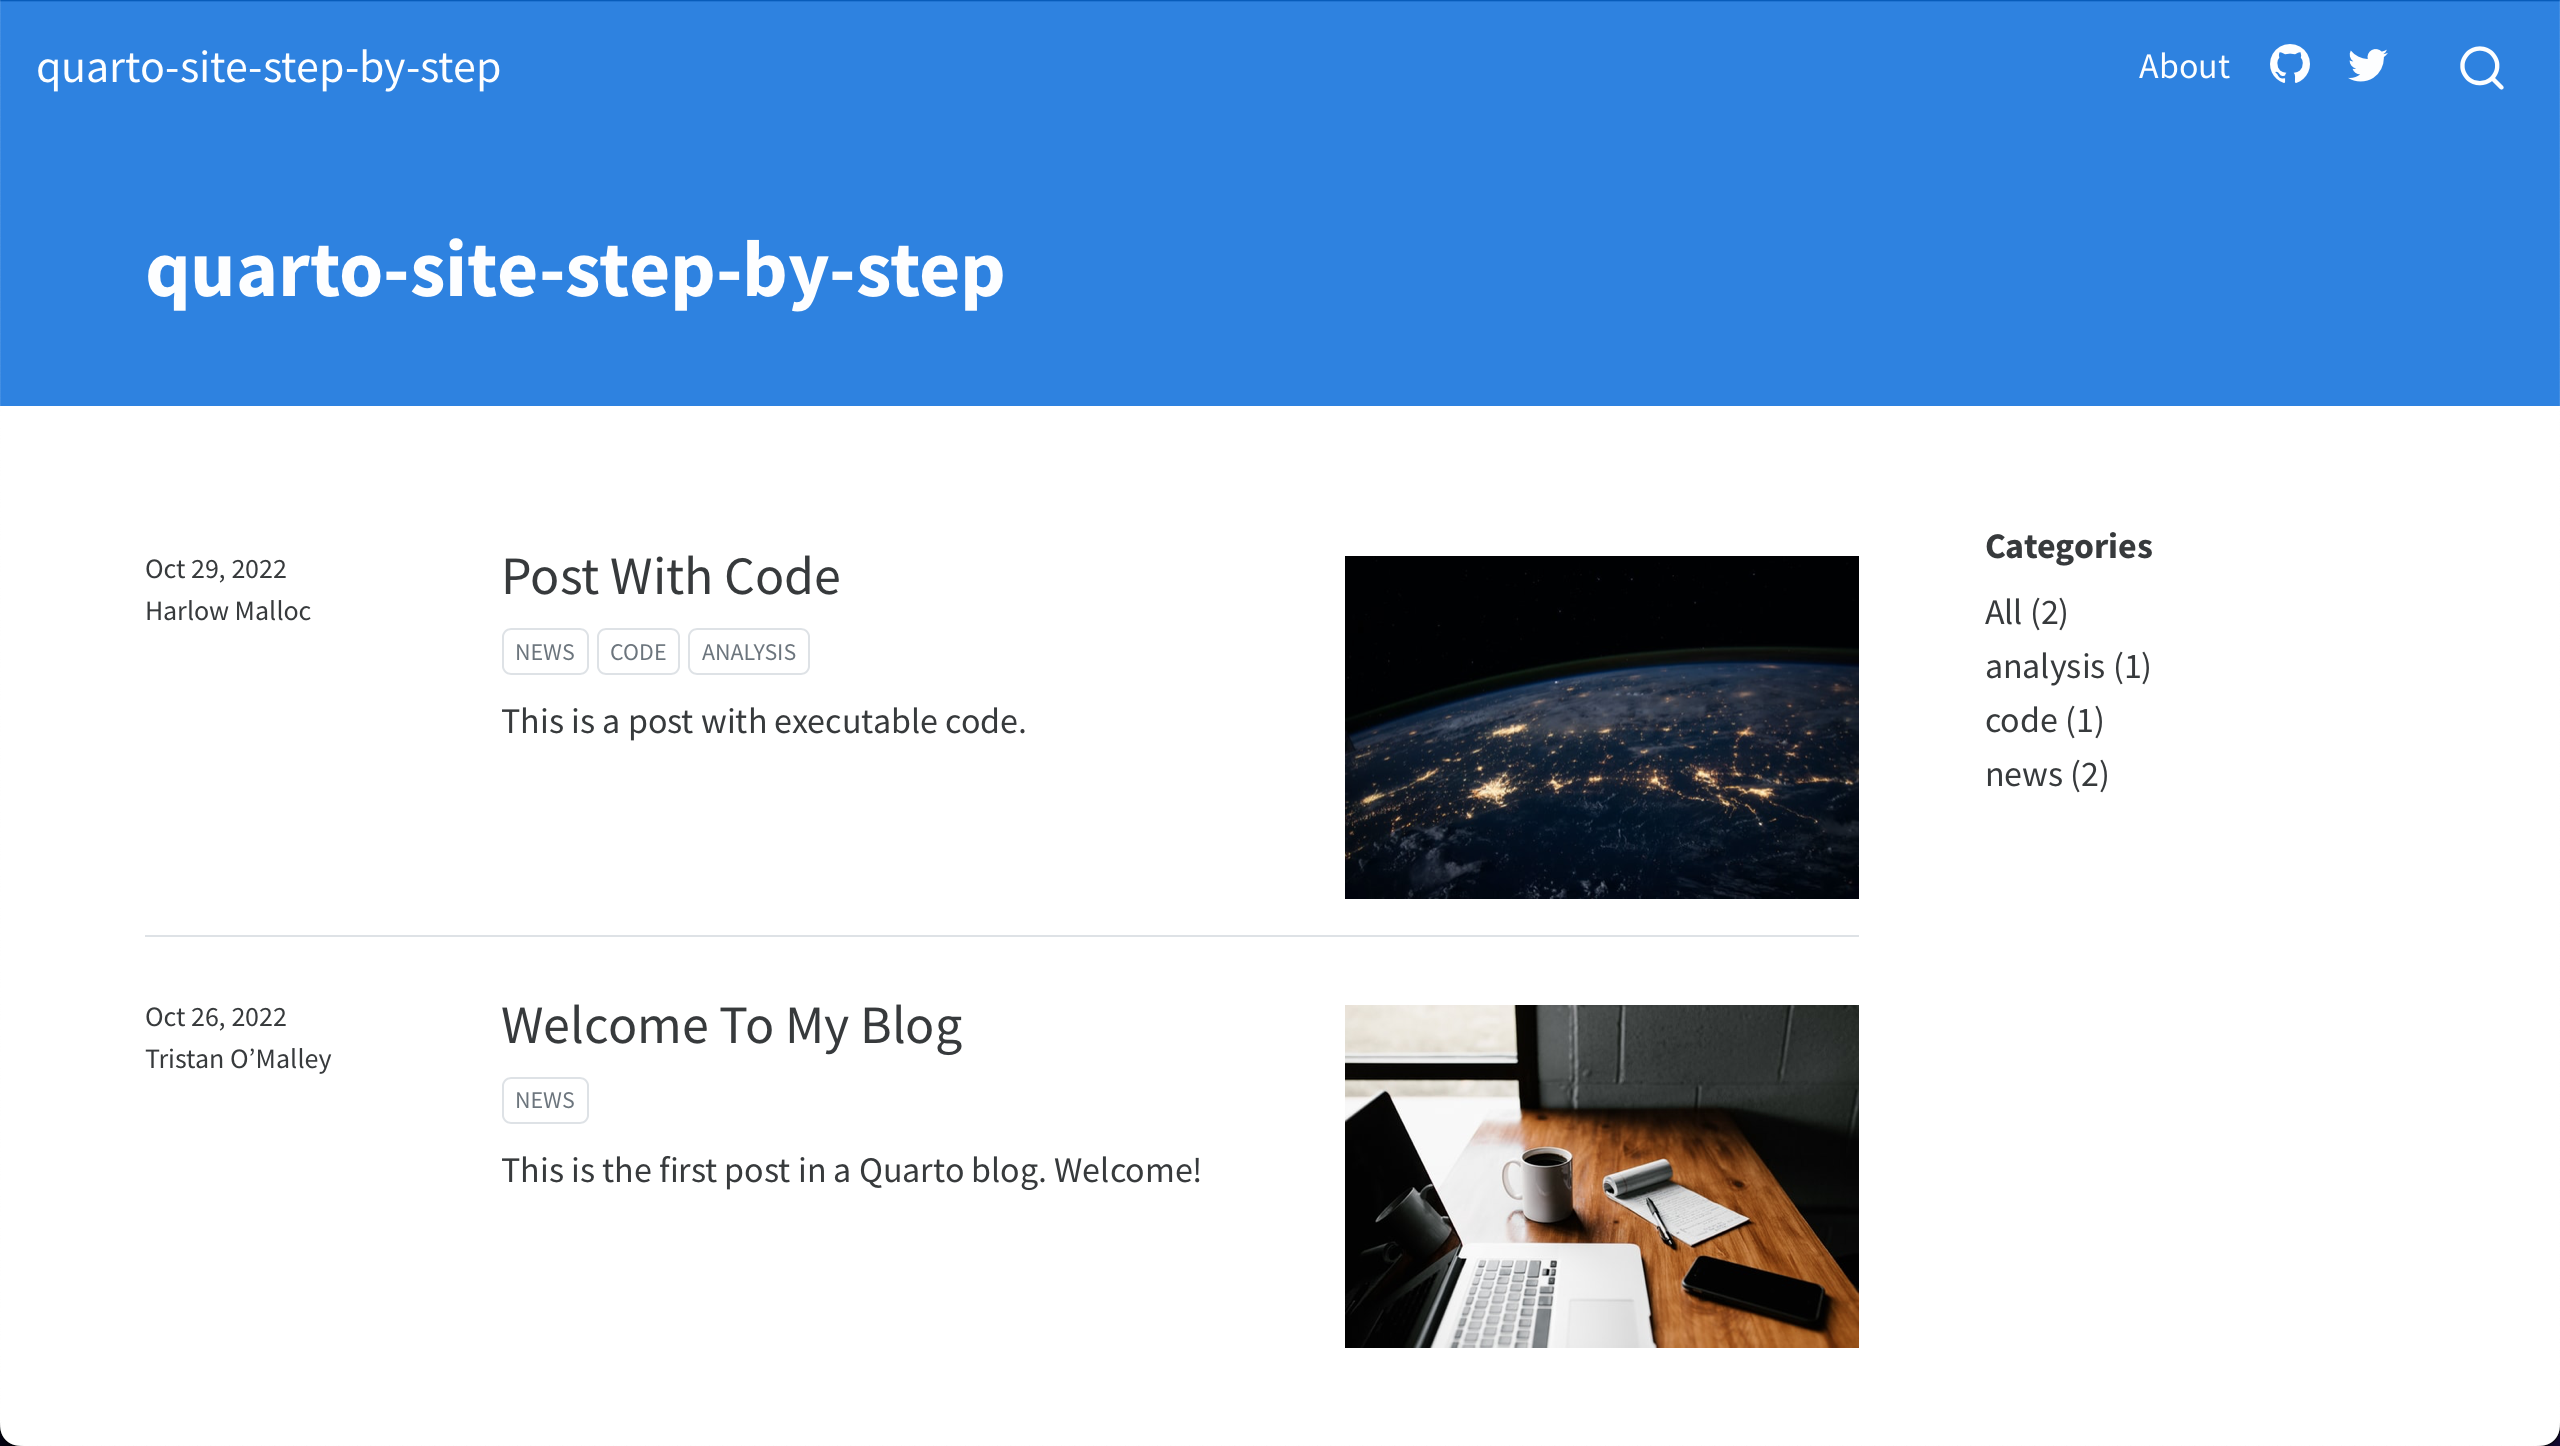 quarto-site-step-by-step
About
quarto-site-step-by-step
Oct 29, 2022
Harlow Malloc
Post With Code
NEWS CODE ANALYSIS
This is a post with executable code.
Categories
All (2)
analysis (1)
code (1)
news (2)
Oct 26, 2022
Tristan O’Malley
Welcome To My Blog
NEWS
This is the first post in a Quarto blog. Welcome!